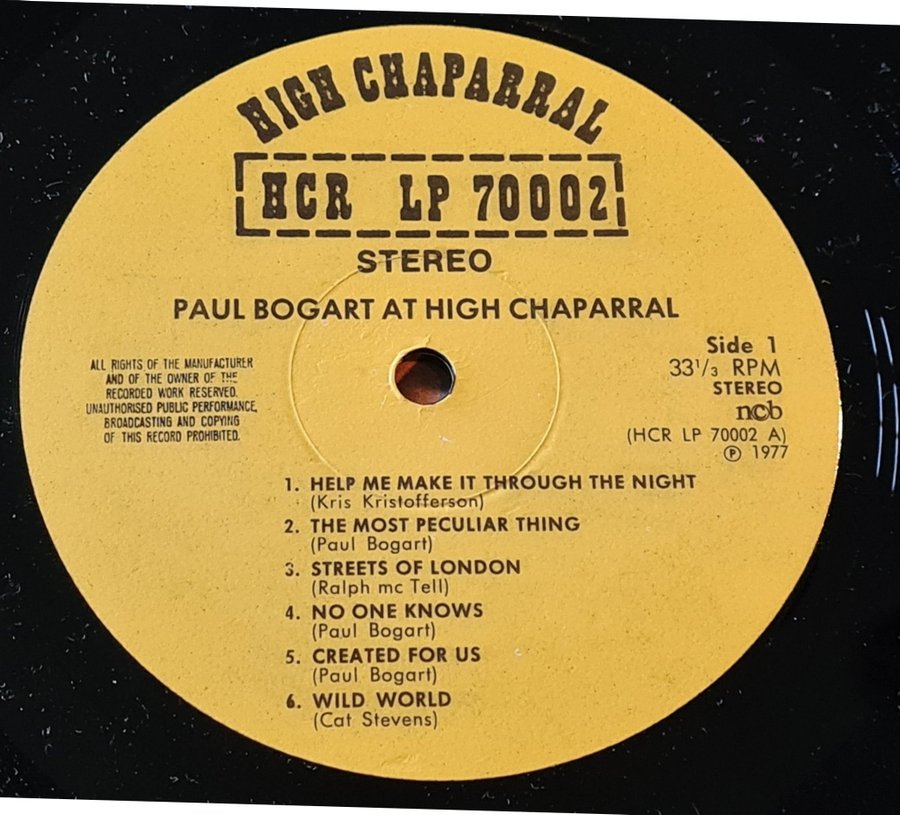 HIGH CHAPARRAL
HCR LP 70002
STEREO
PAUL BOGART AT HIGH CHAPARRAL
ALL RIGHTS OF THE MANUFACTURER
AND OF THE OWNER OF THE
RECORDED WORK RESERVED.
UNAUTHORISED PUBLIC PERFORMANCE,
BROADCASTING AND COPYING
OF THIS RECORD PROHIBITED.
Side 1
33 1/3 RPM
STEREO
ncb
(HCR LP 70002 A)
℗ 1977
1. HELP ME MAKE IT THROUGH THE NIGHT
(Kris Kristofferson)
2. THE MOST PECULIAR THING
(Paul Bogart)
3. STREETS OF LONDON
(Ralph mc Tell)
4. NO ONE KNOWS
(Paul Bogart)
5. CREATED FOR US
(Paul Bogart)
6. WILD WORLD
(Cat Stevens)